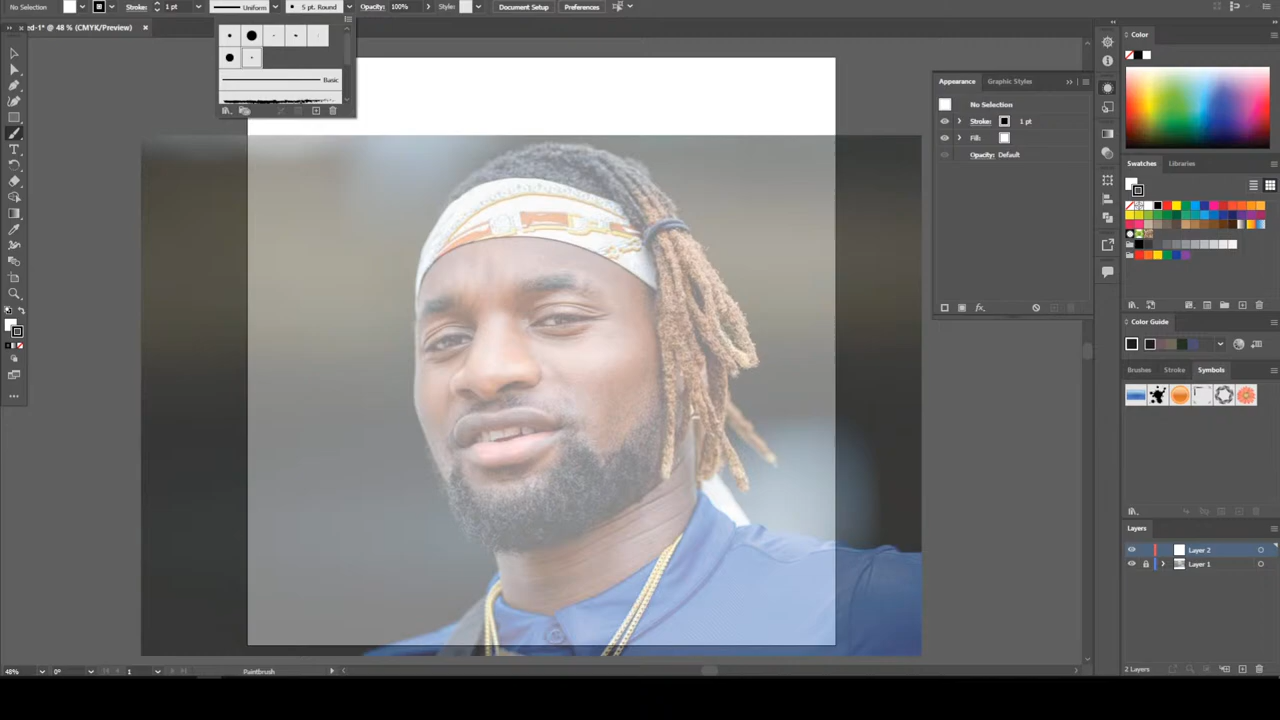 No Selection
Stroke:
1 pt
Uniform
5 pt. Round
Opacity:
100%
Style:
Document Setup
Preferences
ed-1* @ 48 % (CMYK/Preview)
Basic
Appearance
Graphic Styles
No Selection
Stroke:
1 pt
Fill:
Opacity:
Default
Color
Swatches
Libraries
Color Guide
Brushes
Stroke
Symbols
Layers
Layer 2
Layer 1
2 Layers
48%
0°
1
Paintbrush